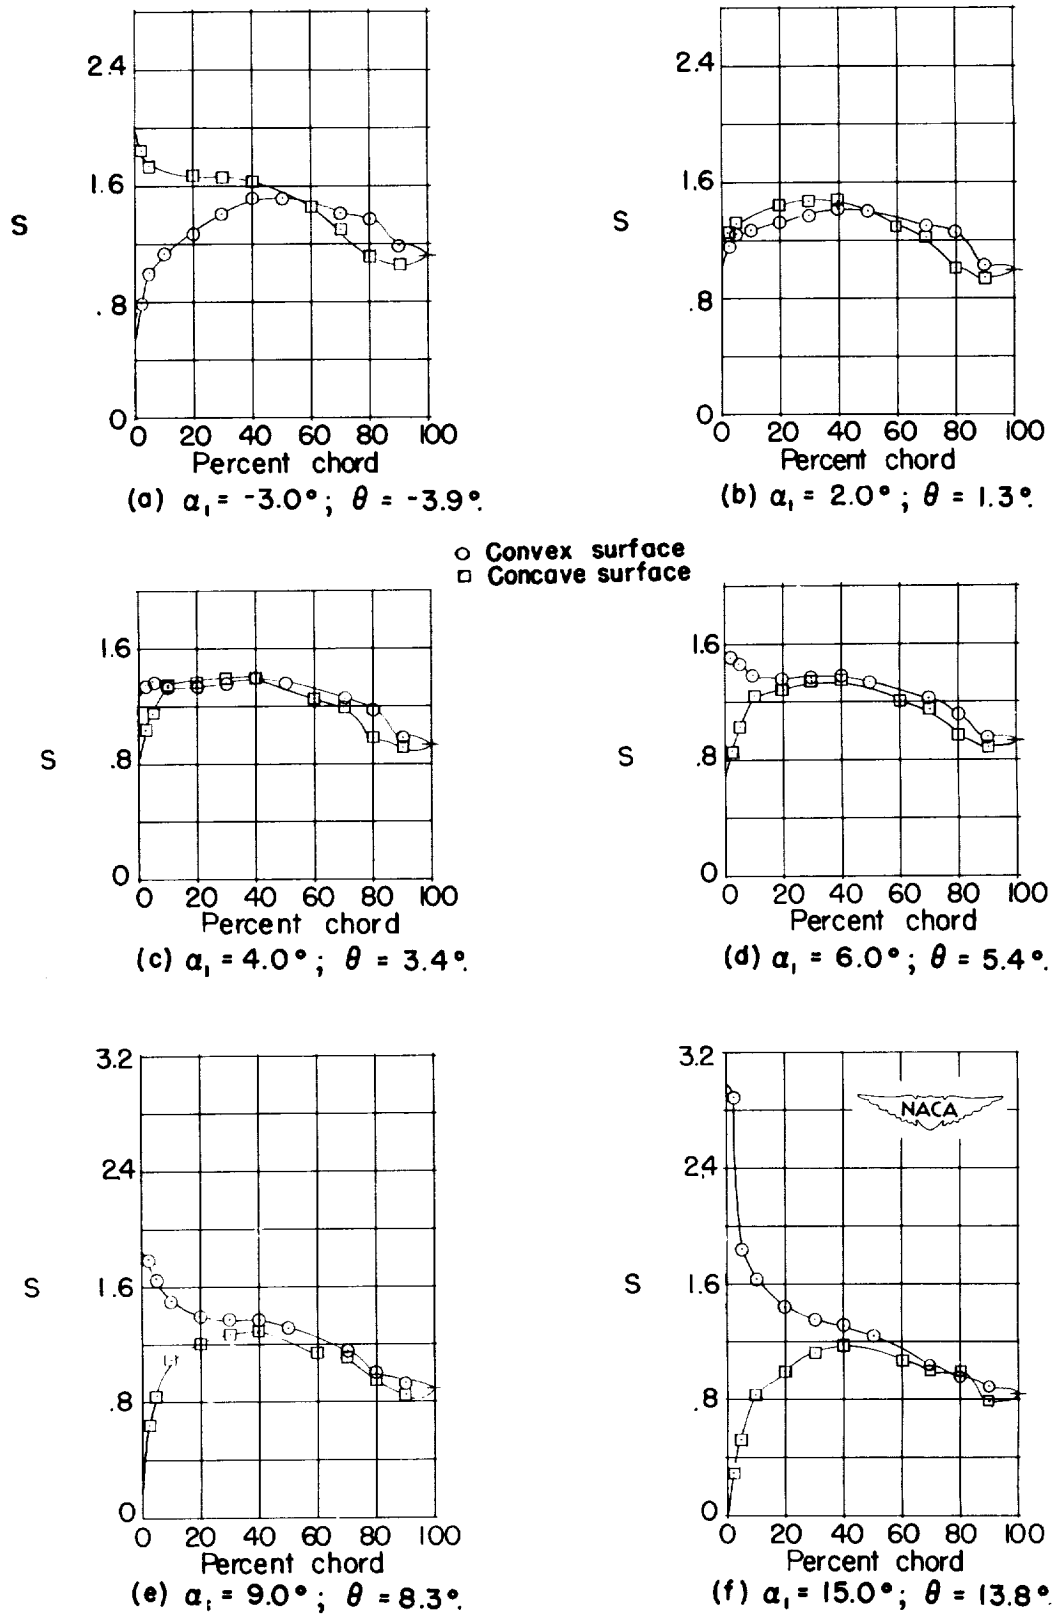 2.4
1.6
S
.8
0
0 20 40 60 80 100
Percent chord
(a) α₁ = -3.0°; θ = -3.9°.
2.4
1.6
S
.8
0
0 20 40 60 80 100
Percent chord
(b) α₁ = 2.0°; θ = 1.3°.
Convex surface
Concave surface
1.6
S
.8
0
0 20 40 60 80 100
Percent chord
(c) α₁ = 4.0°; θ = 3.4°.
1.6
S
.8
0
0 20 40 60 80 100
Percent chord
(d) α₁ = 6.0°; θ = 5.4°.
3.2
2.4
1.6
S
.8
0
0 20 40 60 80 100
Percent chord
(e) α₁ = 9.0°; θ = 8.3°.
3.2
NACA
2.4
1.6
S
.8
0
0 20 40 60 80 100
Percent chord
(f) α₁ = 15.0°; θ = 13.8°.